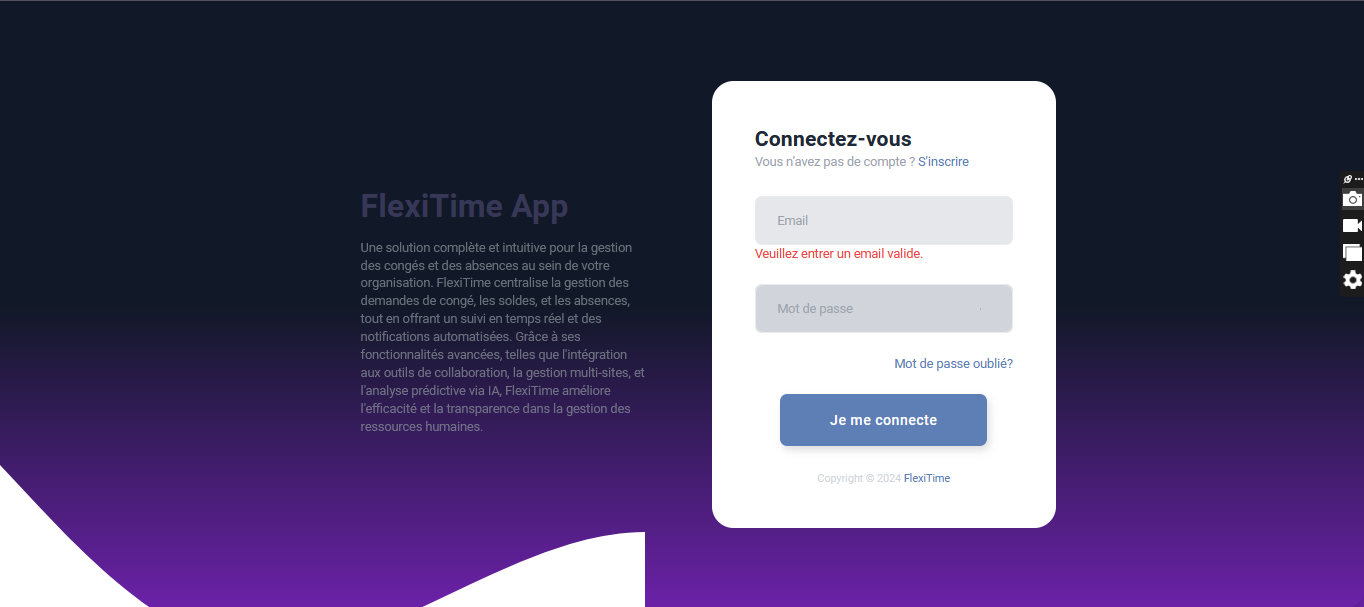 FlexiTime App
Une solution complète et intuitive pour la gestion
des congés et des absences au sein de votre
organisation. FlexiTime centralise la gestion des
demandes de congé, les soldes, et les absences,
tout en offrant un suivi en temps réel et des
notifications automatisées. Grâce à ses
fonctionnalités avancées, telles que l'intégration
aux outils de collaboration, la gestion multi-sites, et
l'analyse prédictive via IA, FlexiTime améliore
l'efficacité et la transparence dans la gestion des
ressources humaines.
Connectez-vous
Vous n'avez pas de compte ? S'inscrire
Email
Veuillez entrer un email valide.
Mot de passe
Mot de passe oublié?
Je me connecte
Copyright © 2024 FlexiTime